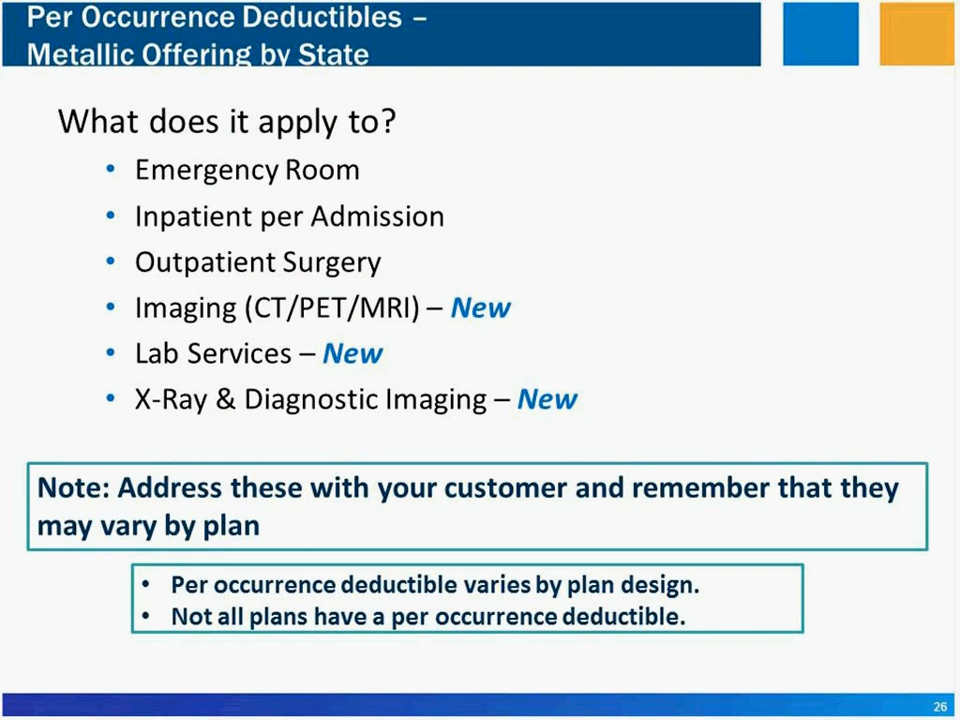 Per Occurrence Deductibles –
Metallic Offering by State
What does it apply to?
• Emergency Room
• Inpatient per Admission
• Outpatient Surgery
• Imaging (CT/PET/MRI) – New
• Lab Services – New
• X-Ray & Diagnostic Imaging – New
Note: Address these with your customer and remember that they
may vary by plan
• Per occurrence deductible varies by plan design.
• Not all plans have a per occurrence deductible.
26